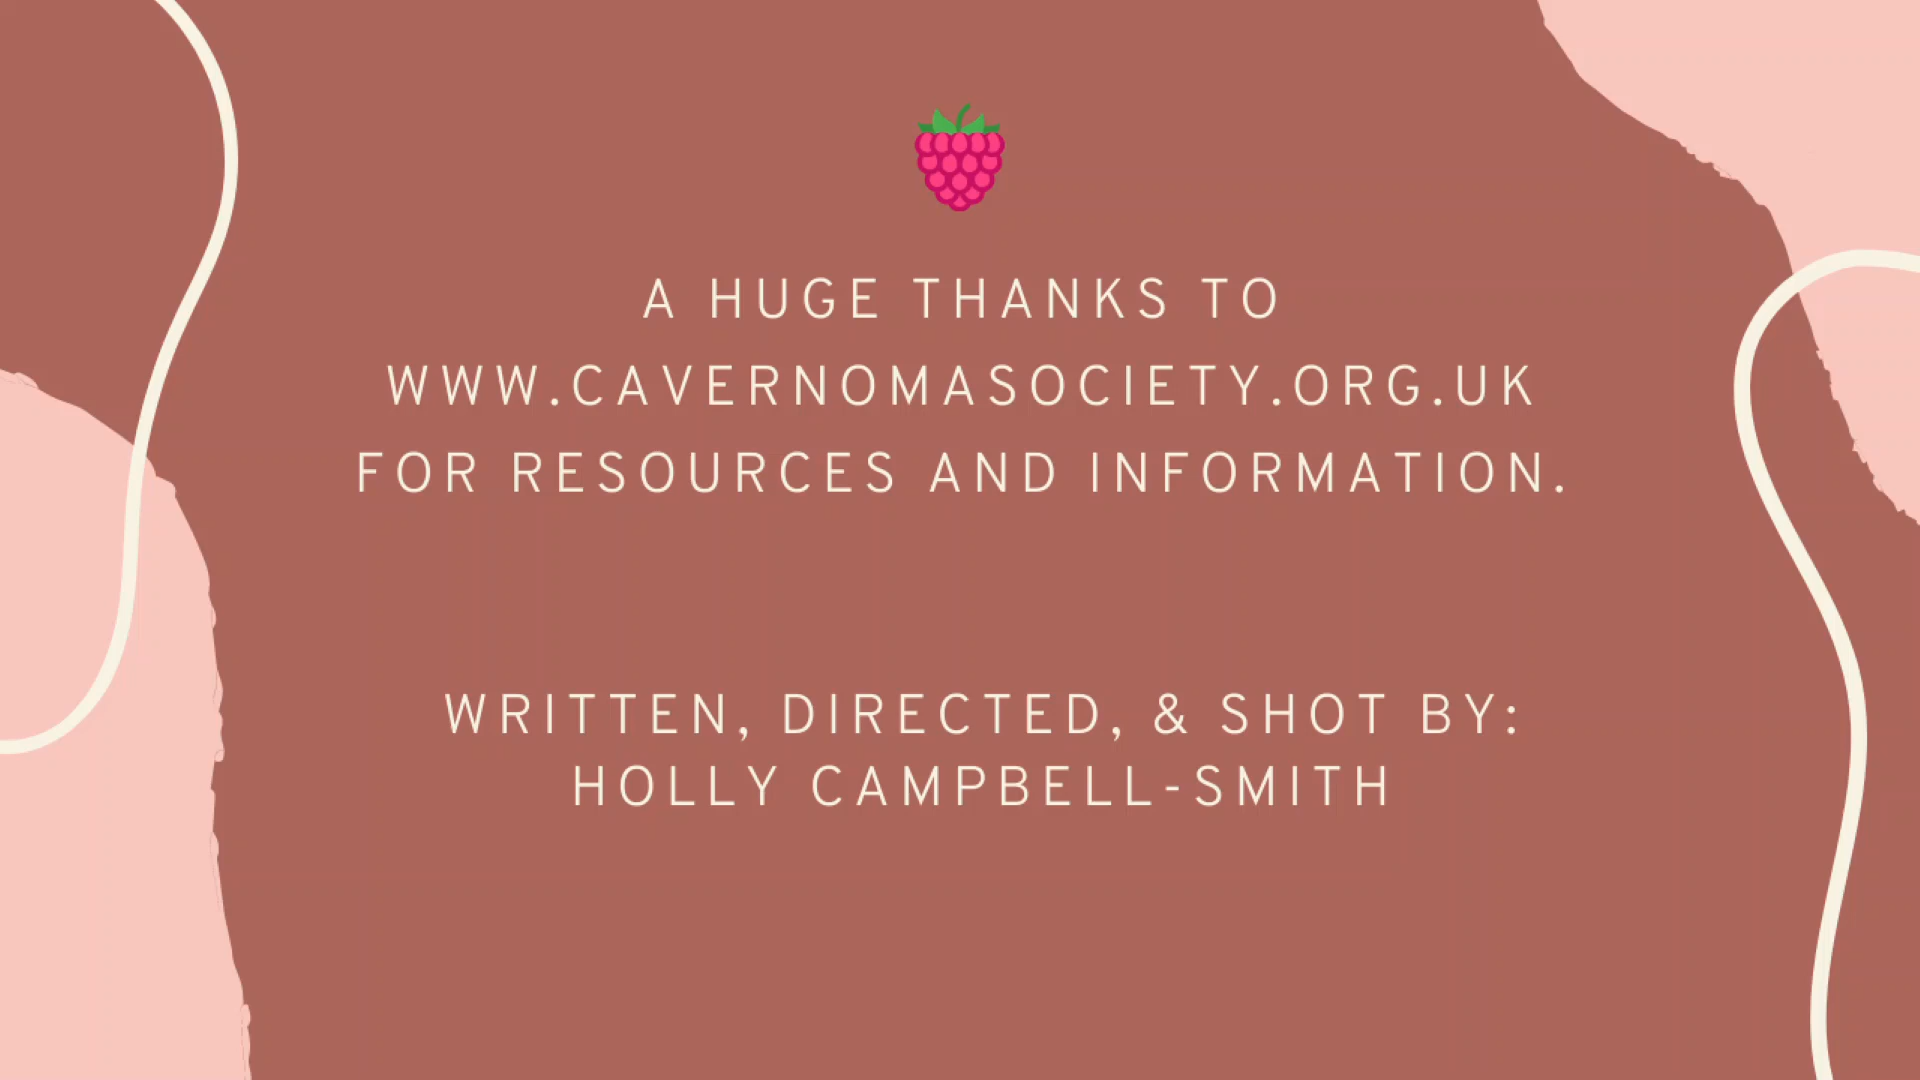 A HUGE THANKS TO
WWW.CAVERNOMASOCIETY.ORG.UK
FOR RESOURCES AND INFORMATION.
WRITTEN, DIRECTED, & SHOT BY:
HOLLY CAMPBELL-SMITH